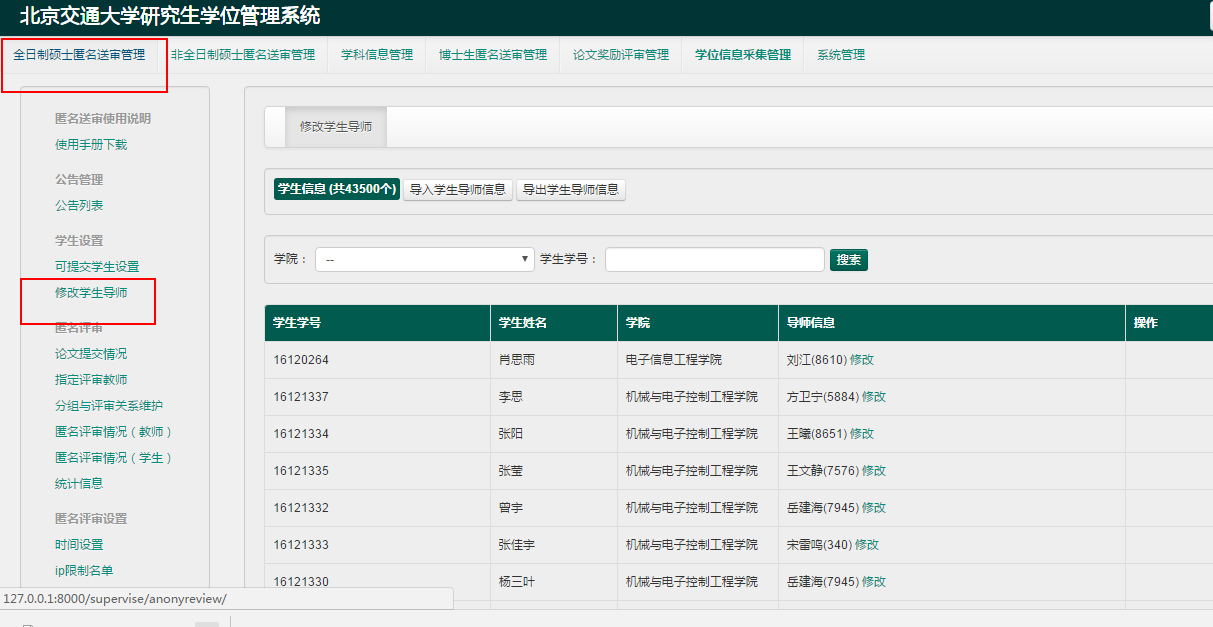 北京交通大学研究生学位管理系统
全日制硕士匿名送审管理 非全日制硕士匿名送审管理 学科信息管理 博士生匿名送审管理 论文奖励评审管理 学位信息采集管理 系统管理
匿名送审使用说明
使用手册下载
公告管理
公告列表
学生设置
可提交学生设置
修改学生导师
匿名评审
论文提交情况
指定评审教师
分组与评审关系维护
匿名评审情况（教师）
匿名评审情况（学生）
统计信息
匿名评审设置
时间设置
ip限制名单
修改学生导师
学生信息 (共43500个) 导入学生导师信息 导出学生导师信息
学院： -- 学生学号： 搜索
学生学号 学生姓名 学院 导师信息 操作
16120264 肖思雨 电子信息工程学院 刘江(8610) 修改
16121337 李思 机械与电子控制工程学院 方卫宁(5884) 修改
16121334 张阳 机械与电子控制工程学院 王曦(8651) 修改
16121335 张莹 机械与电子控制工程学院 王文静(7576) 修改
16121332 曾宇 机械与电子控制工程学院 岳建海(7945) 修改
16121333 张佳宇 机械与电子控制工程学院 宋雷鸣(340) 修改
16121330 杨三叶 机械与电子控制工程学院 岳建海(7945) 修改
127.0.0.1:8000/supervise/anonyreview/